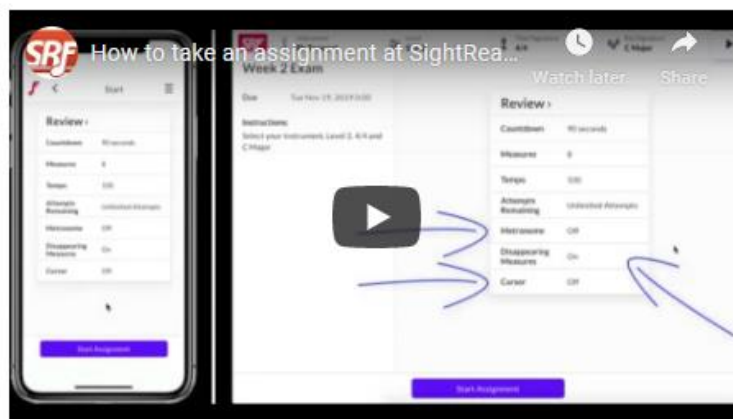 SRF How to take an assignment at SightRea...
Watch later
Share
Start
Review ›
Countdown 90 seconds
Measures 8
Tempo 100
Attempts Remaining Unlimited Attempts
Metronome Off
Disappearing Measures On
Cursor Off
Start Assignment
4/4
C Major
Week 2 Exam
Due Tue Nov 19, 2019 0:00
Instructions:
Select your instrument, Level 2, 4/4 and
C Major
Review ›
Countdown 90 seconds
Measures 8
Tempo 100
Attempts
Remaining Unlimited Attempts
Metronome Off
Disappearing
Measures On
Cursor Off
Start Assignment